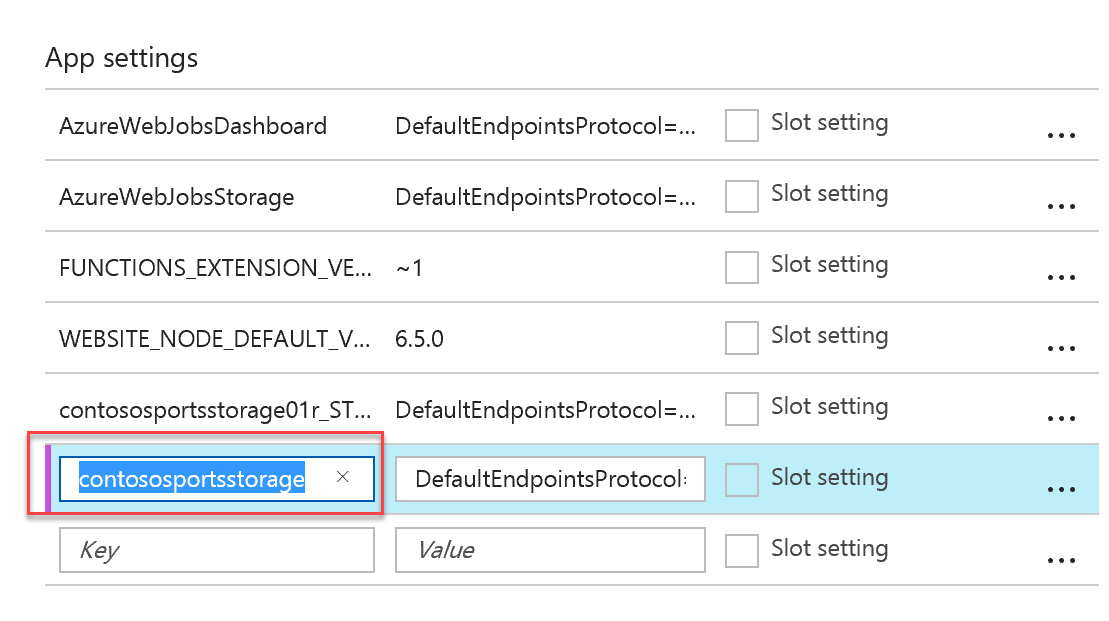 App settings
AzureWebJobsDashboard DefaultEndpointsProtocol=... Slot setting ...
AzureWebJobsStorage DefaultEndpointsProtocol=... Slot setting ...
FUNCTIONS_EXTENSION_VE... ~1 Slot setting ...
WEBSITE_NODE_DEFAULT_V... 6.5.0 Slot setting ...
contososportsstorage01r_ST... DefaultEndpointsProtocol=... Slot setting ...
contososportsstorage × DefaultEndpointsProtocol= Slot setting ...
Key Value Slot setting ...